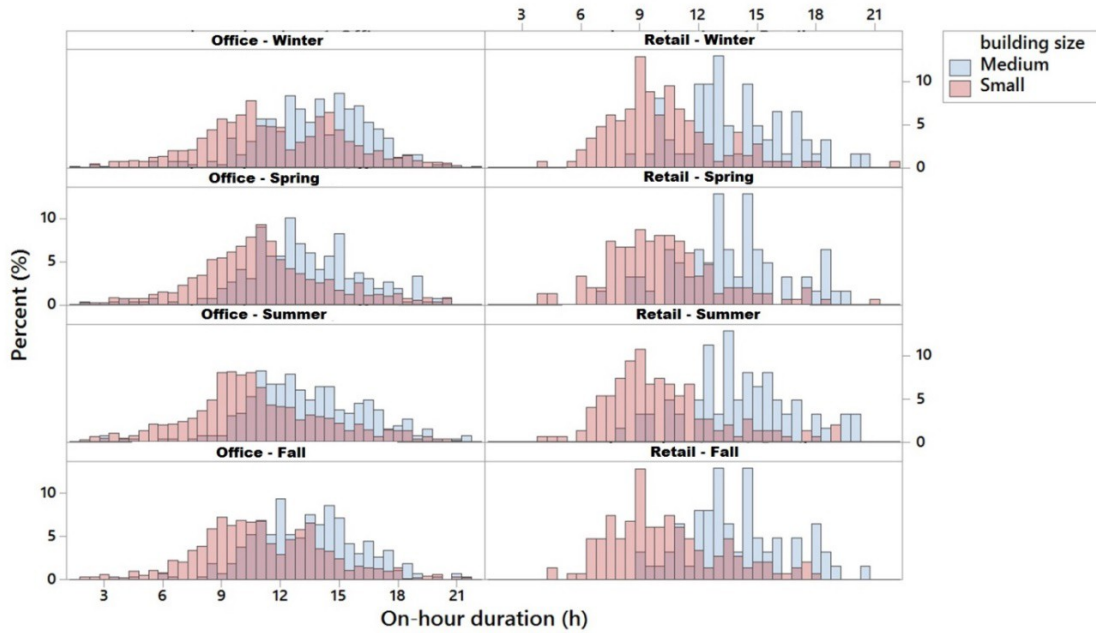 3 6 9 12 15 18 21
Office - Winter
Retail - Winter
building size
Medium
Small
10
5
0
Office - Spring
Retail - Spring
10
5
0
Office - Summer
Retail - Summer
10
5
0
Office - Fall
Retail - Fall
10
5
0
3 6 9 12 15 18 21
Percent (%)
On-hour duration (h)